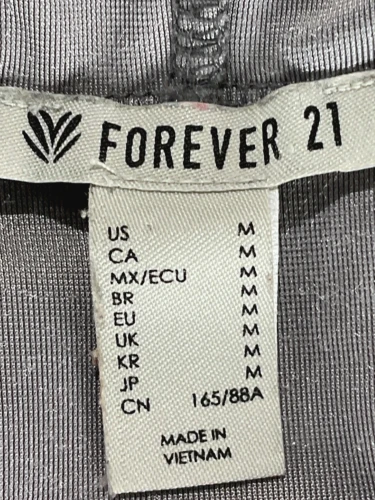 FOREVER 21
US M
CA M
MX/ECU M
BR M
EU M
UK M
KR M
JP M
CN 165/88A
MADE IN
VIETNAM